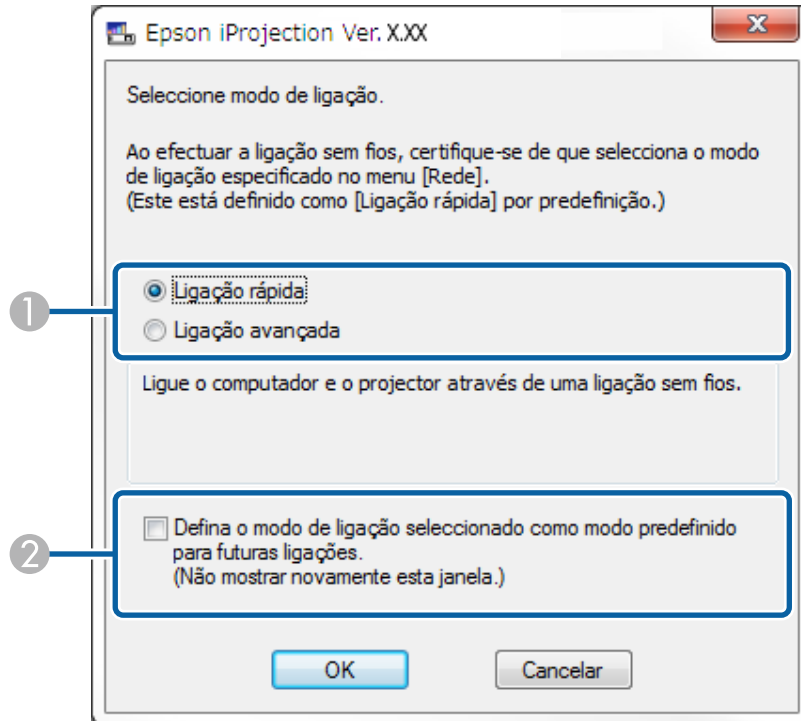 Epson iProjection Ver. X.XX
Seleccione modo de ligação.
Ao efectuar a ligação sem fios, certifique-se de que selecciona o modo
de ligação especificado no menu [Rede].
(Este está definido como [Ligação rápida] por predefinição.)
1
Ligação rápida
Ligação avançada
Ligue o computador e o projector através de uma ligação sem fios.
2
Defina o modo de ligação seleccionado como modo predefinido
para futuras ligações.
(Não mostrar novamente esta janela.)
OK
Cancelar